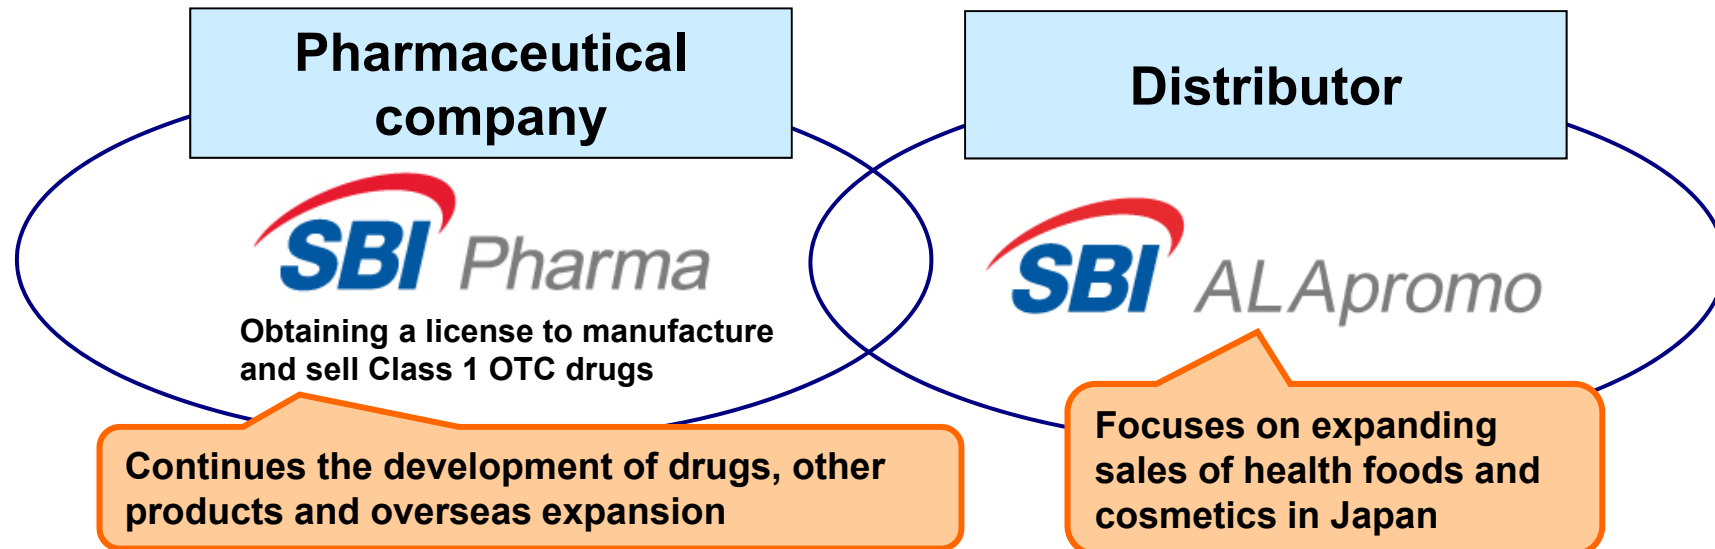 Pharmaceutical
company
Distributor
SBI Pharma
Obtaining a license to manufacture
and sell Class 1 OTC drugs
SBI ALApromo
Continues the development of drugs, other
products and overseas expansion
Focuses on expanding
sales of health foods and
cosmetics in Japan